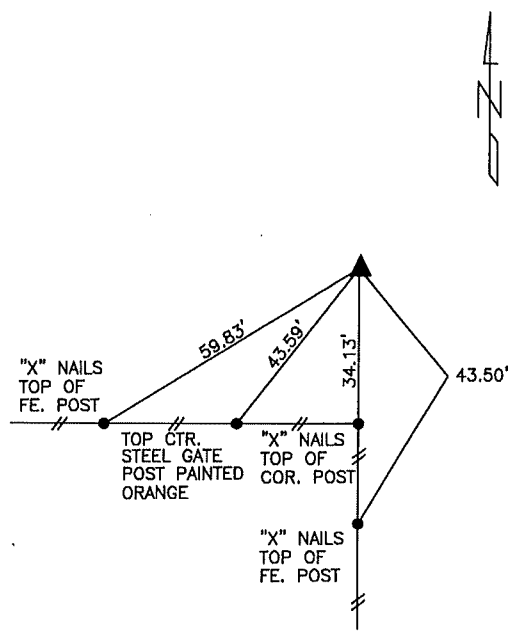 N
59.83'
43.59'
34.13'
43.50'
"X" NAILS
TOP OF
FE. POST
TOP CTR.
STEEL GATE
POST PAINTED
ORANGE
"X" NAILS
TOP OF
COR. POST
"X" NAILS
TOP OF
FE. POST